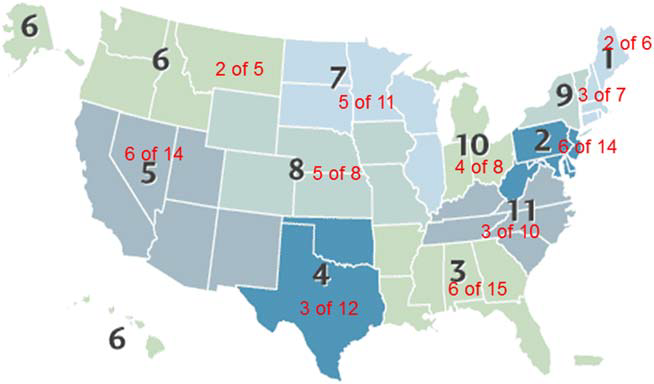 6
6
2 of 5
7
5 of 11
2 of 6
1
9
3 of 7
10
4 of 8
2
6 of 14
6 of 14
5
8
5 of 8
11
3 of 10
4
3 of 12
3
6 of 15
6